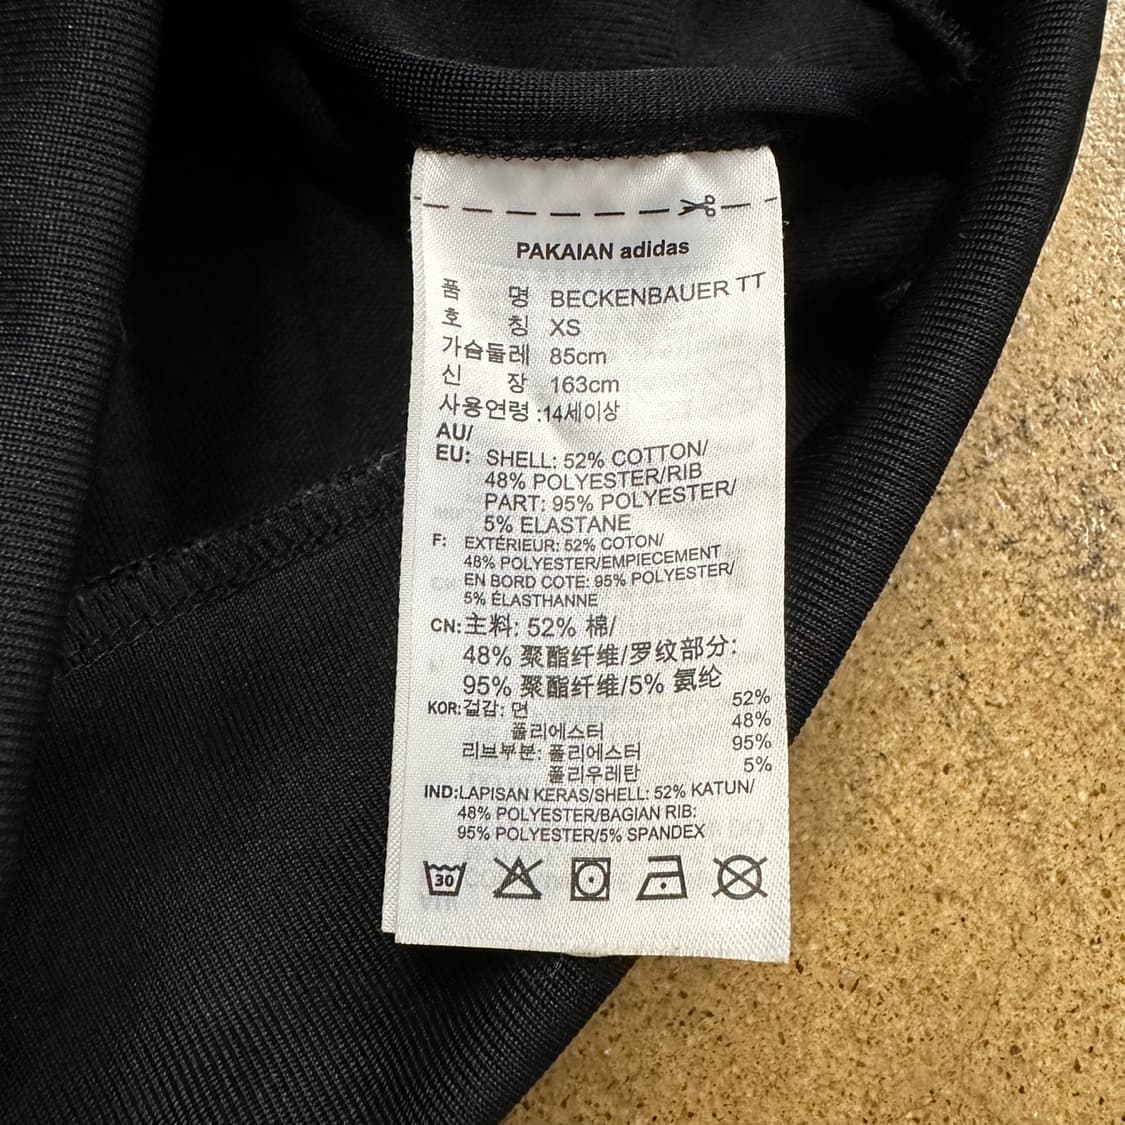 PAKAIAN adidas
품 명 BECKENBAUER TT
호 칭 XS
가슴둘레 85cm
신 장 163cm
사용연령 :14세이상
AU/
EU: SHELL: 52% COTTON/
48% POLYESTER/RIB
PART: 95% POLYESTER/
5% ELASTANE
F: EXTÉRIEUR: 52% COTON/
48% POLYESTER/EMPIECEMENT
EN BORD COTE: 95% POLYESTER/
5% ÉLASTHANNE
CN: 主料: 52% 棉/
48% 聚酯纤维/罗纹部分:
95% 聚酯纤维/5% 氨纶
KOR: 겉감: 면 52%
폴리에스터 48%
리브부분: 폴리에스터 95%
폴리우레탄 5%
IND: LAPISAN KERAS/SHELL: 52% KATUN/
48% POLYESTER/BAGIAN RIB:
95% POLYESTER/5% SPANDEX
30